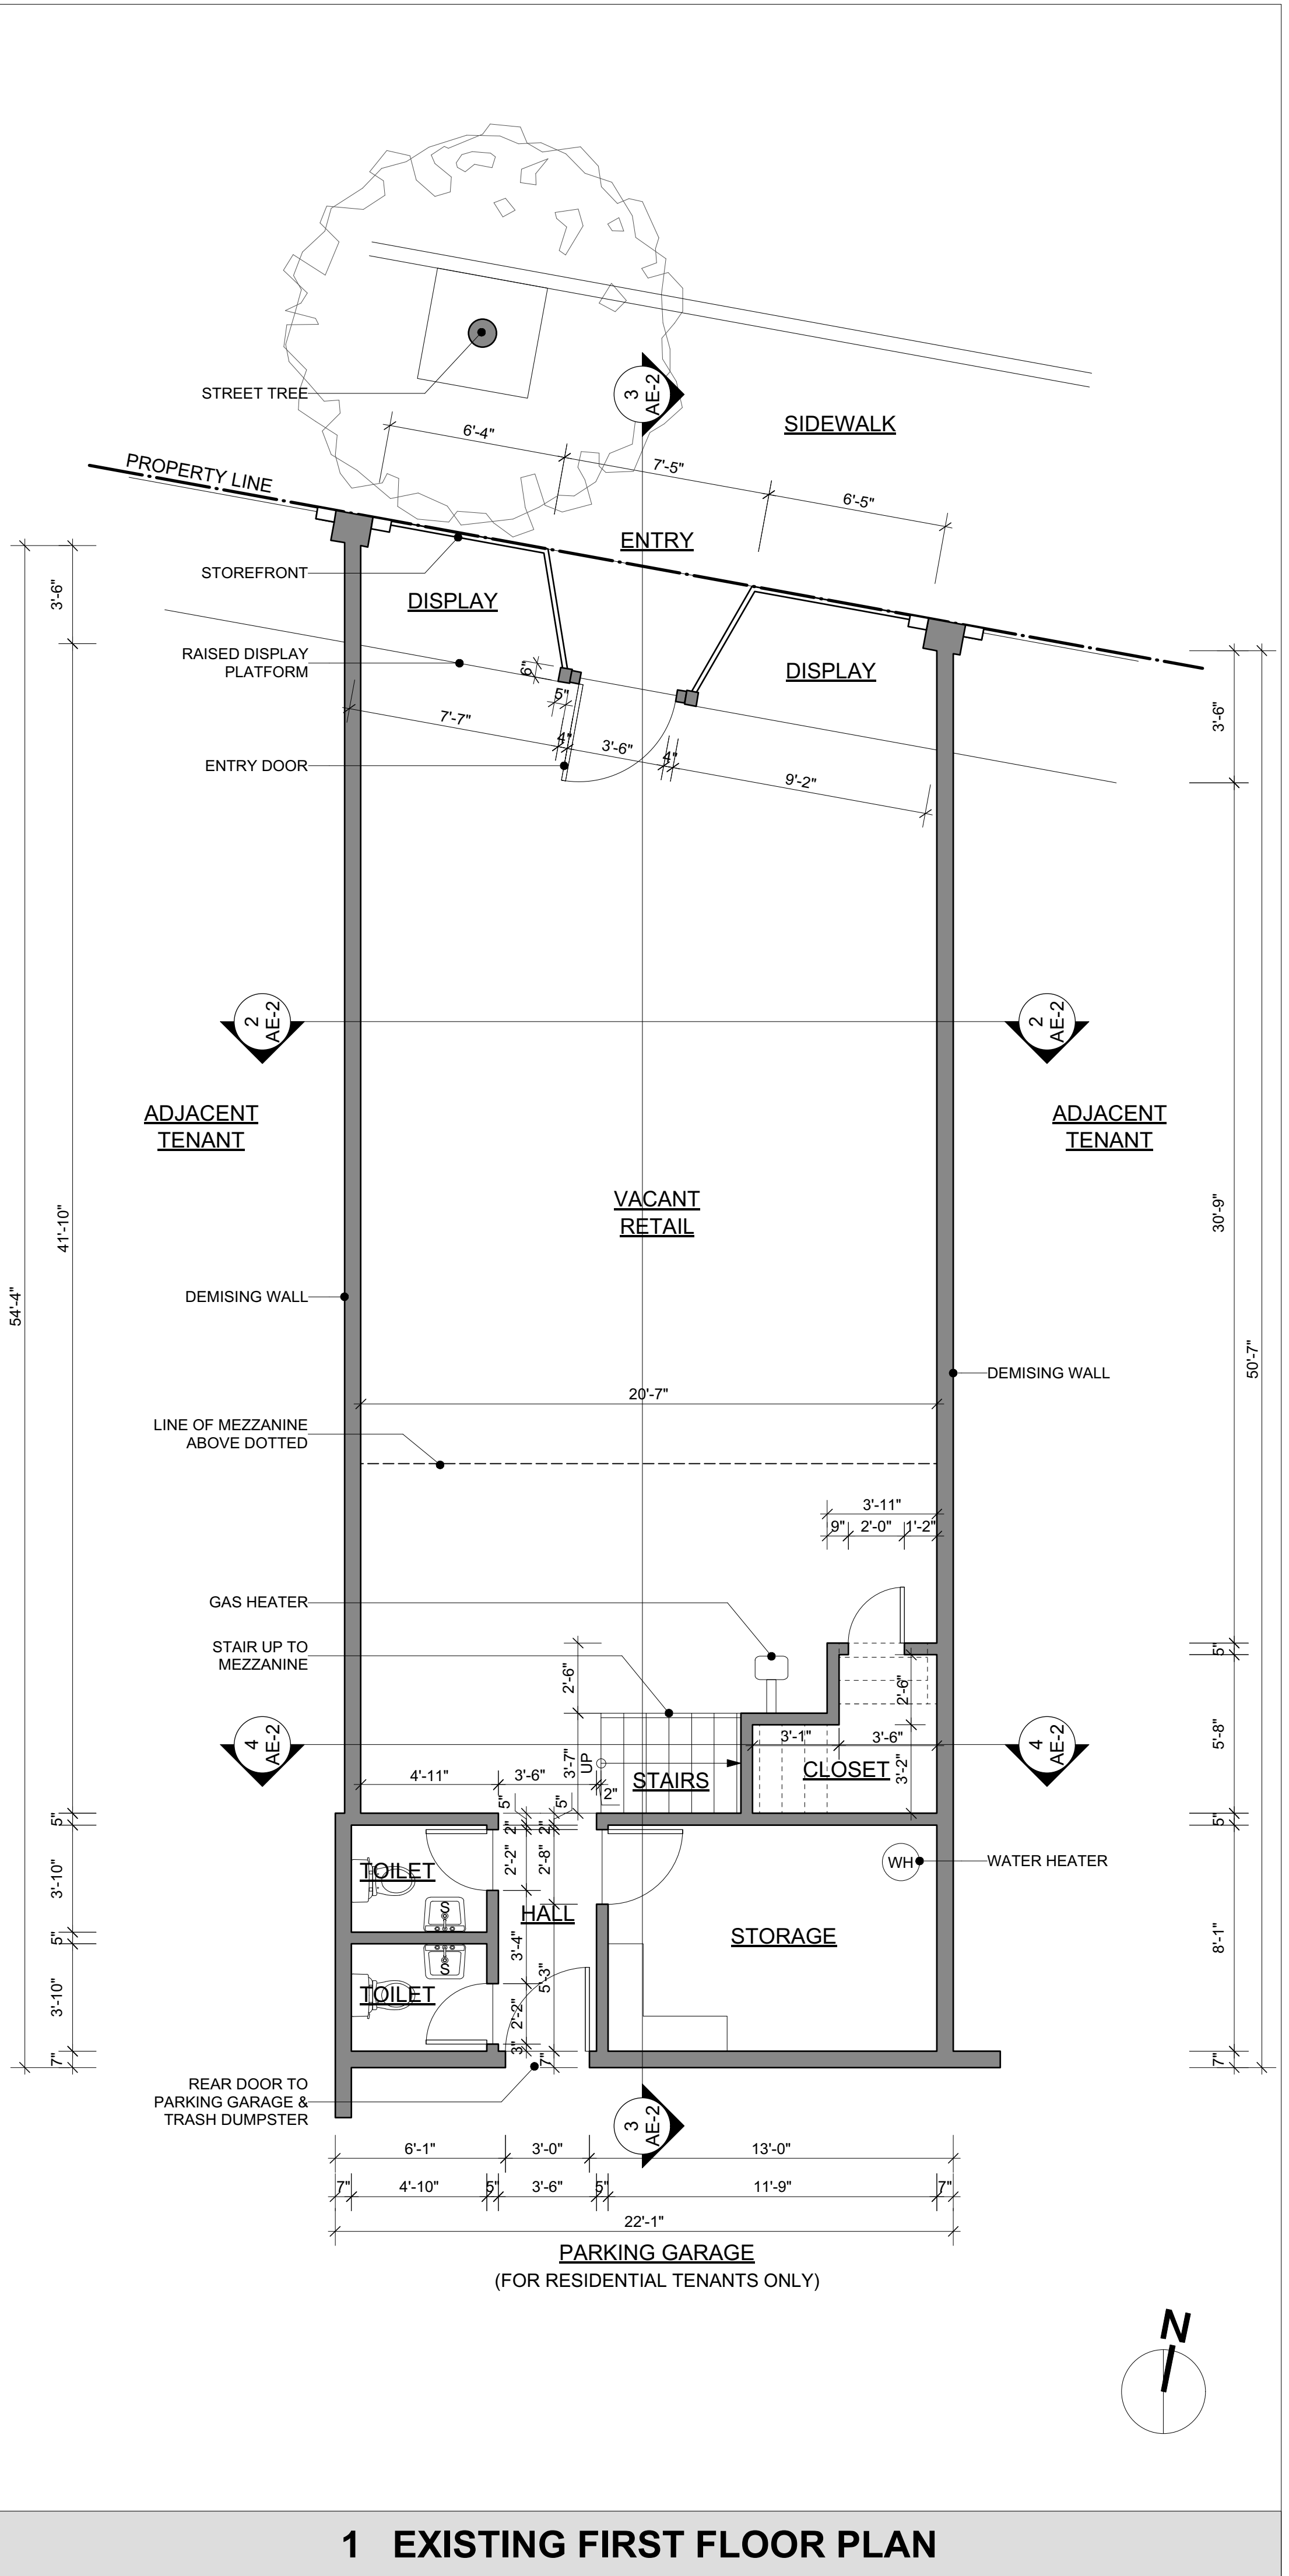 STREET TREE
3
AE-2
SIDEWALK
6'-4"
7'-5"
6'-5"
PROPERTY LINE
ENTRY
STOREFRONT
DISPLAY
3'-6"
RAISED DISPLAY
PLATFORM
6"
DISPLAY
5"
7'-7"
4"
3'-6"
4"
9'-2"
3'-6"
ENTRY DOOR
2
AE-2
2
AE-2
ADJACENT
TENANT
ADJACENT
TENANT
VACANT
RETAIL
41'-10"
30'-9"
54'-4"
DEMISING WALL
50'-7"
DEMISING WALL
20'-7"
LINE OF MEZZANINE
ABOVE DOTTED
3'-11"
9"
2'-0"
1'-2"
GAS HEATER
STAIR UP TO
MEZZANINE
2'-6"
2'-6"
5"
4
AE-2
3'-1"
3'-6"
4
AE-2
5'-8"
3'-7"
UP
STAIRS
CLOSET
3'-2"
4'-11"
3'-6"
2"
5"
5"
5"
5"
2"
2"
TOILET
2'-2"
2'-8"
WH
WATER HEATER
3'-10"
S
HALL
STORAGE
5"
3'-4"
8'-1"
S
5'-3"
TOILET
3'-10"
2'-2"
3"
7"
7"
7"
REAR DOOR TO
PARKING GARAGE &
TRASH DUMPSTER
3
AE-2
6'-1"
3'-0"
13'-0"
7"
4'-10"
5"
3'-6"
5"
11'-9"
7"
22'-1"
PARKING GARAGE
(FOR RESIDENTIAL TENANTS ONLY)
N
1 EXISTING FIRST FLOOR PLAN